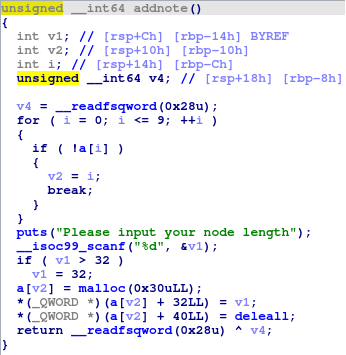 unsigned __int64 addnote()
{
  int v1; // [rsp+Ch] [rbp-14h] BYREF
  int v2; // [rsp+10h] [rbp-10h]
  int i; // [rsp+14h] [rbp-Ch]
  unsigned __int64 v4; // [rsp+18h] [rbp-8h]

  v4 = __readfsqword(0x28u);
  for ( i = 0; i <= 9; ++i )
  {
    if ( !a[i] )
    {
      v2 = i;
      break;
    }
  }
  puts("Please input your node length");
  __isoc99_scanf("%d", &v1);
  if ( v1 > 32 )
    v1 = 32;
  a[v2] = malloc(0x30uLL);
  *(_QWORD *)(a[v2] + 32LL) = v1;
  *(_QWORD *)(a[v2] + 40LL) = deleall;
  return __readfsqword(0x28u) ^ v4;
}